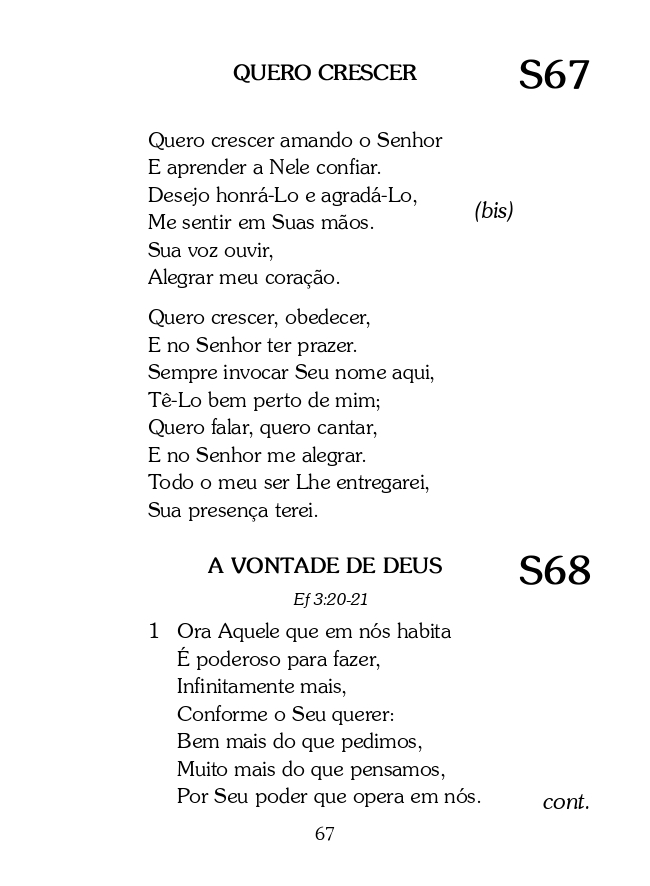 QUERO CRESCER
S67
Quero crescer amando o Senhor
E aprender a Nele confiar.
Desejo honrá-Lo e agradá-Lo,
(bis)
Me sentir em Suas mãos.
Sua voz ouvir,
Alegrar meu coração.
Quero crescer, obedecer,
E no Senhor ter prazer.
Sempre invocar Seu nome aqui,
Tê-Lo bem perto de mim;
Quero falar, quero cantar,
E no Senhor me alegrar.
Todo o meu ser Lhe entregarei,
Sua presença terei.
A VONTADE DE DEUS
S68
Ef 3:20-21
1 Ora Aquele que em nós habita
É poderoso para fazer,
Infinitamente mais,
Conforme o Seu querer:
Bem mais do que pedimos,
Muito mais do que pensamos,
Por Seu poder que opera em nós.
cont.
67